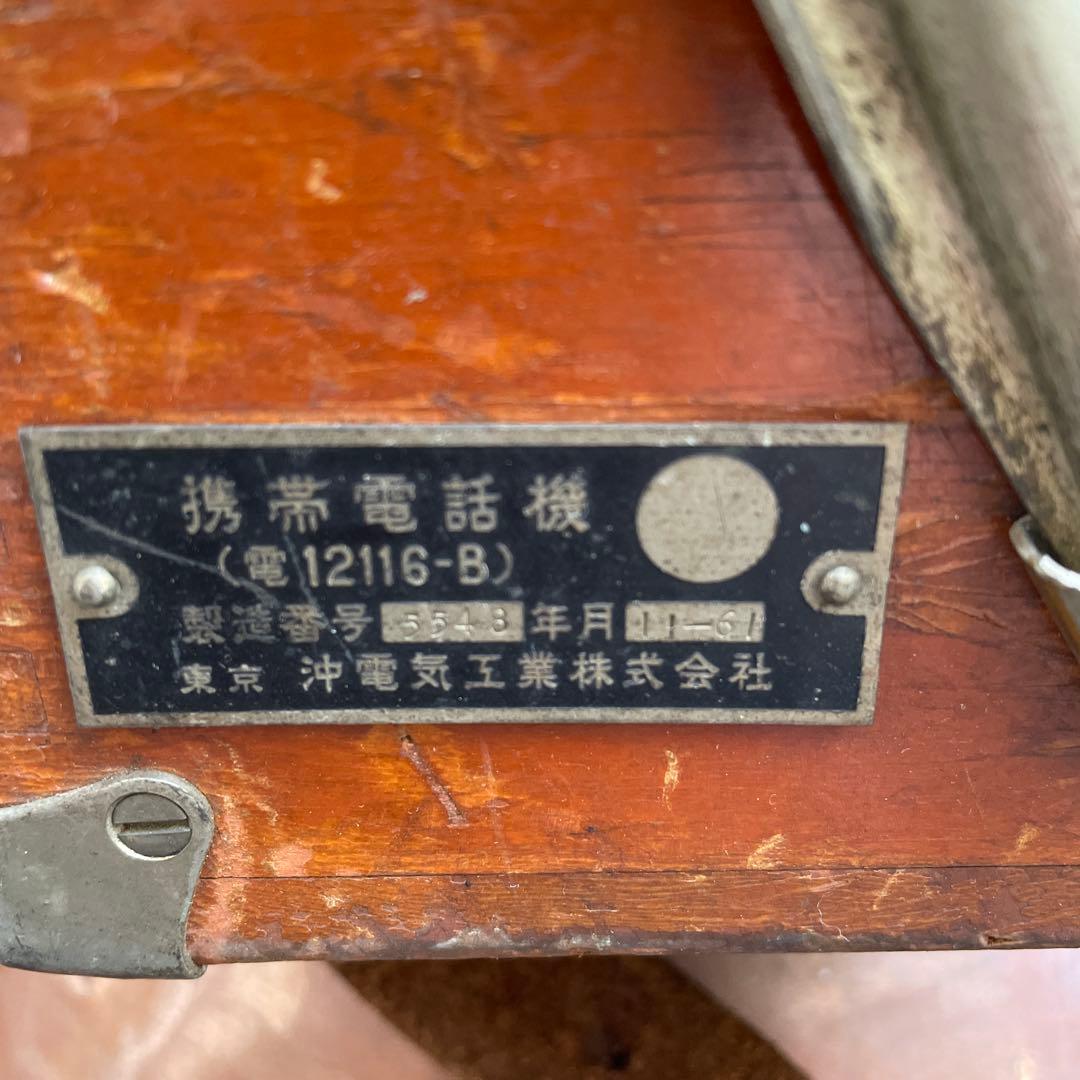 携帯電話機
(電12116-B)
製造番号 5543 年月 11-61
東京 沖電気工業株式会社